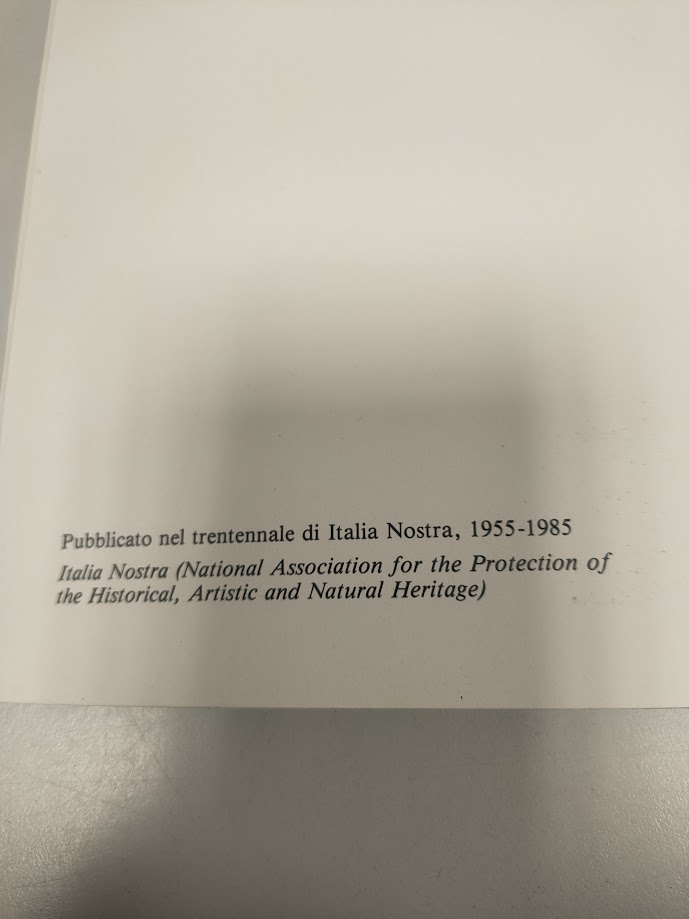 Pubblicato nel trentennale di Italia Nostra, 1955-1985
Italia Nostra (National Association for the Protection of
the Historical, Artistic and Natural Heritage)